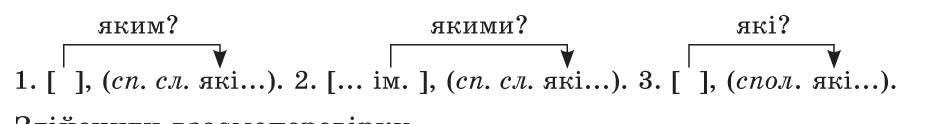 яким? якими? які?
1. [ ], (сп. сл. які...). 2. [... ім. ], (сп. сл. які...). 3. [ ], (спол. які...).